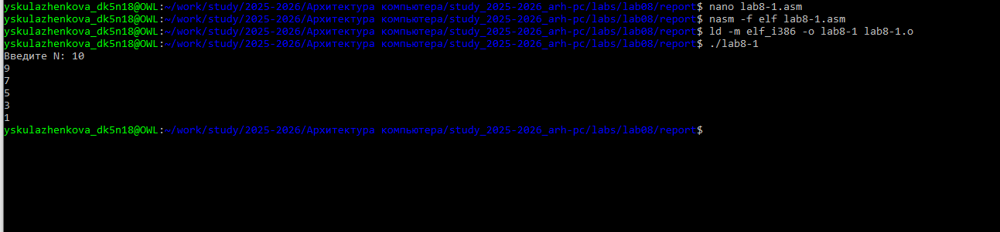 yskulazhenkova_dk5n18@OWL:~/work/study/2025-2026/Архитектура компьютера/study_2025-2026_arh-pc/labs/lab08/report$ nano lab8-1.asm
yskulazhenkova_dk5n18@OWL:~/work/study/2025-2026/Архитектура компьютера/study_2025-2026_arh-pc/labs/lab08/report$ nasm -f elf lab8-1.asm
yskulazhenkova_dk5n18@OWL:~/work/study/2025-2026/Архитектура компьютера/study_2025-2026_arh-pc/labs/lab08/report$ ld -m elf_i386 -o lab8-1 lab8-1.o
yskulazhenkova_dk5n18@OWL:~/work/study/2025-2026/Архитектура компьютера/study_2025-2026_arh-pc/labs/lab08/report$ ./lab8-1
Введите N: 10
9
7
5
3
1
yskulazhenkova_dk5n18@OWL:~/work/study/2025-2026/Архитектура компьютера/study_2025-2026_arh-pc/labs/lab08/report$